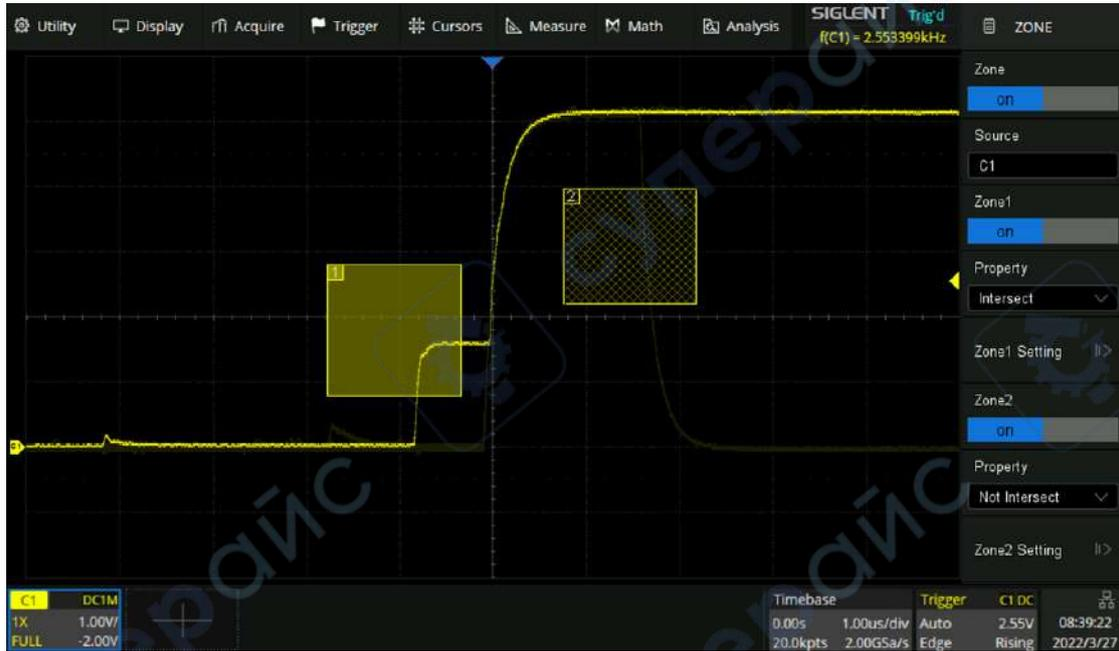 Utility
Display
Acquire
Trigger
Cursors
Measure
Math
Analysis
SIGLENT Trig'd
f(C1) = 2.553399kHz
ZONE
Zone
on
Source
C1
Zone1
on
Property
Intersect
Zone1 Setting
Zone2
on
Property
Not Intersect
Zone2 Setting
1
2
C1 DC1M
1X 1.00V/
FULL -2.00V
Timebase
0.00s 1.00us/div
20.0kpts 2.00GSa/s
Trigger C1 DC
Auto 2.55V
Edge Rising
08:39:22
2022/3/27
суперайс
суперайс